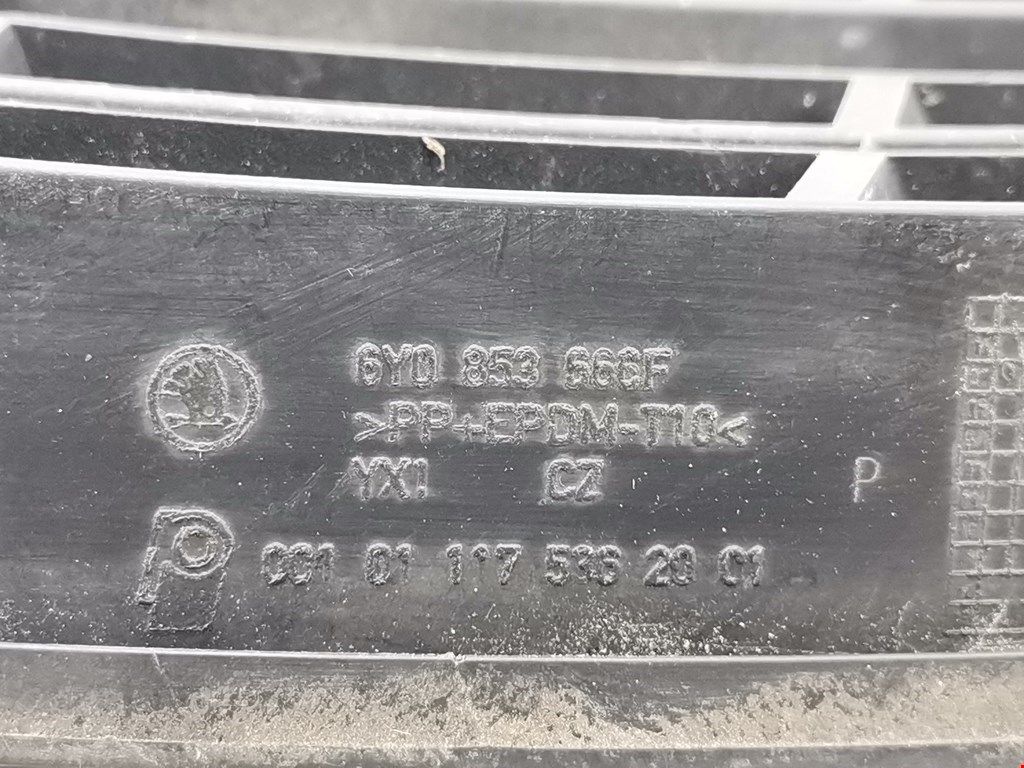 6Y0 853 666F
>PP+EPDM-T10<
YX1 CZ P
001 01 117 536 20 01